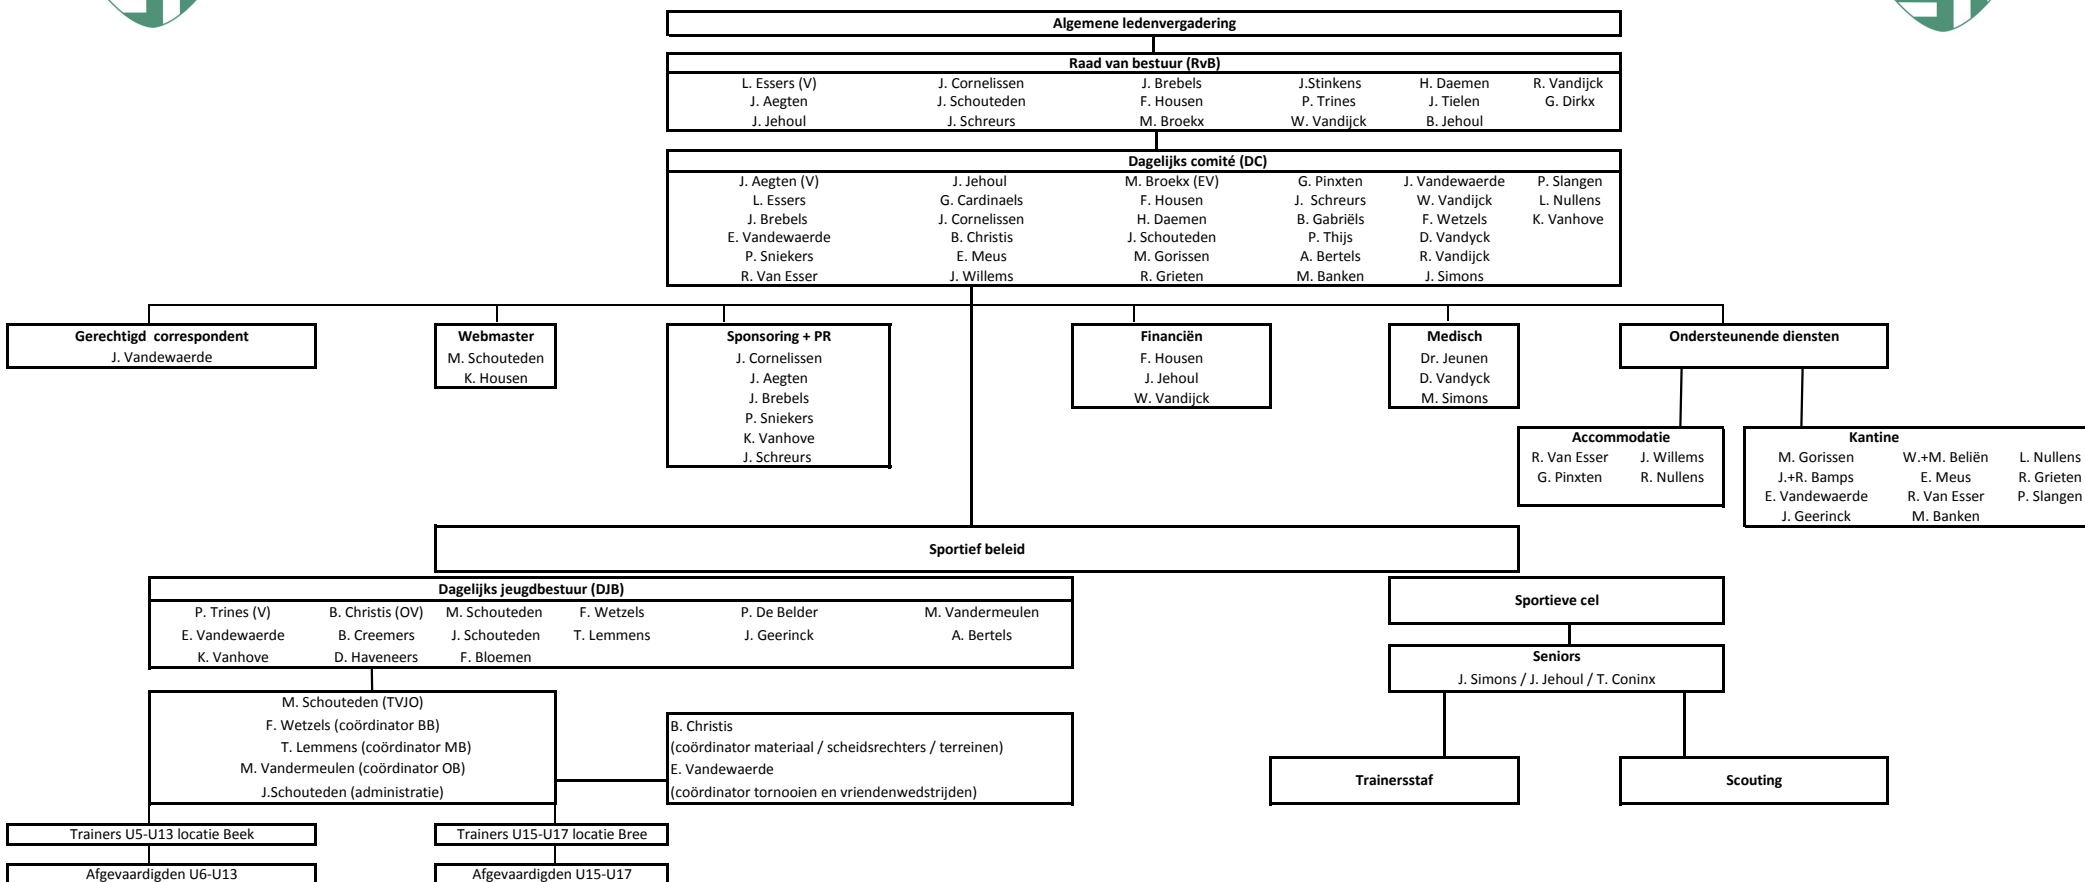 Algemene ledenvergadering
Raad van bestuur (RvB)
L. Essers (V) J. Cornelissen J. Brebels J.Stinkens H. Daemen R. Vandijck
J. Aegten J. Schouteden F. Housen P. Trines J. Tielen G. Dirkx
J. Jehoul J. Schreurs M. Broekx W. Vandijck B. Jehoul
Dagelijks comité (DC)
J. Aegten (V) J. Jehoul M. Broekx (EV) G. Pinxten J. Vandewaerde P. Slangen
L. Essers G. Cardinaels F. Housen J. Schreurs W. Vandijck L. Nullens
J. Brebels J. Cornelissen H. Daemen B. Gabriëls F. Wetzels K. Vanhove
E. Vandewaerde B. Christis J. Schouteden P. Thijs D. Vandyck
P. Sniekers E. Meus M. Gorissen A. Bertels R. Vandijck
R. Van Esser J. Willems R. Grieten M. Banken J. Simons
Gerechtigd correspondent
J. Vandewaerde
Webmaster
M. Schouteden
K. Housen
Sponsoring + PR
J. Cornelissen
J. Aegten
J. Brebels
P. Sniekers
K. Vanhove
J. Schreurs
Financiën
F. Housen
J. Jehoul
W. Vandijck
Medisch
Dr. Jeunen
D. Vandyck
M. Simons
Ondersteunende diensten
Accommodatie
R. Van Esser J. Willems
G. Pinxten R. Nullens
Kantine
M. Gorissen W.+M. Beliën L. Nullens
J.+R. Bamps E. Meus R. Grieten
E. Vandewaerde R. Van Esser P. Slangen
J. Geerinck M. Banken
Sportief beleid
Dagelijks jeugdbestuur (DJB)
P. Trines (V) B. Christis (OV) M. Schouteden F. Wetzels P. De Belder M. Vandermeulen
E. Vandewaerde B. Creemers J. Schouteden T. Lemmens J. Geerinck A. Bertels
K. Vanhove D. Haveneers F. Bloemen
M. Schouteden (TVJO)
F. Wetzels (coördinator BB)
T. Lemmens (coördinator MB)
M. Vandermeulen (coördinator OB)
J.Schouteden (administratie)
B. Christis
(coördinator materiaal / scheidsrechters / terreinen)
E. Vandewaerde
(coördinator tornooien en vriendenwedstrijden)
Sportieve cel
Seniors
J. Simons / J. Jehoul / T. Coninx
Trainersstaf
Scouting
Trainers U5-U13 locatie Beek
Trainers U15-U17 locatie Bree
Afgevaardigden U6-U13
Afgevaardigden U15-U17